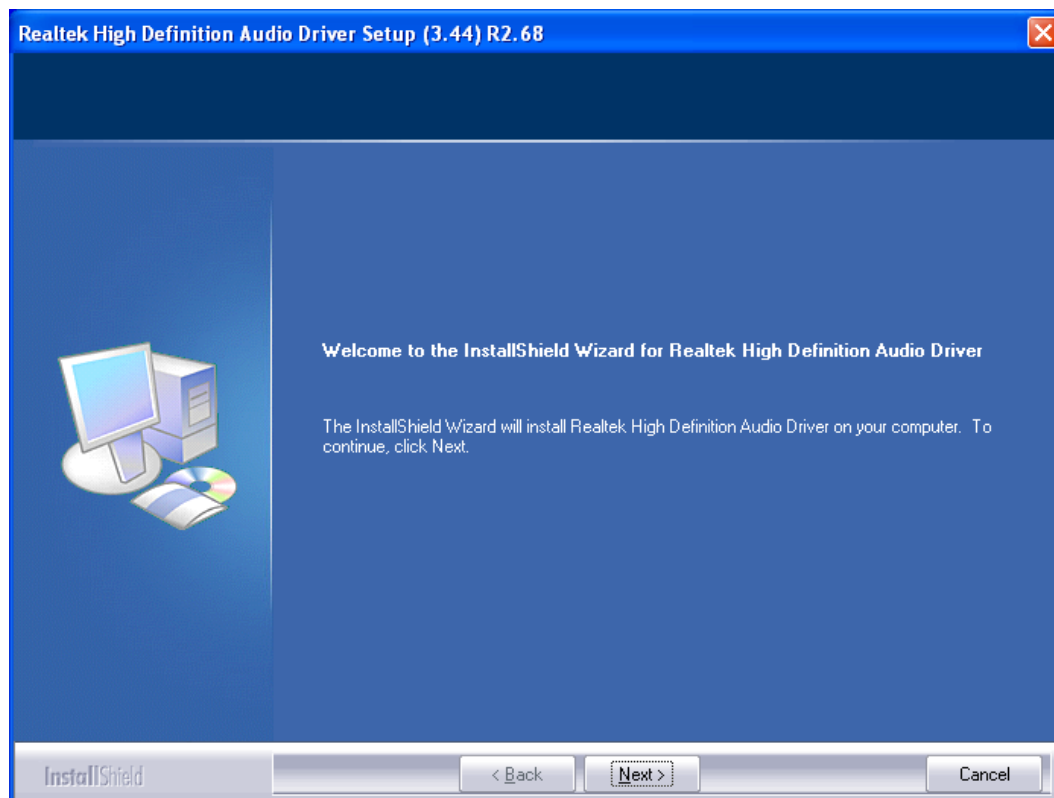 Realtek High Definition Audio Driver Setup (3.44) R2.68
Welcome to the InstallShield Wizard for Realtek High Definition Audio Driver
The InstallShield Wizard will install Realtek High Definition Audio Driver on your computer.  To
continue, click Next.
InstallShield
< Back
Next >
Cancel